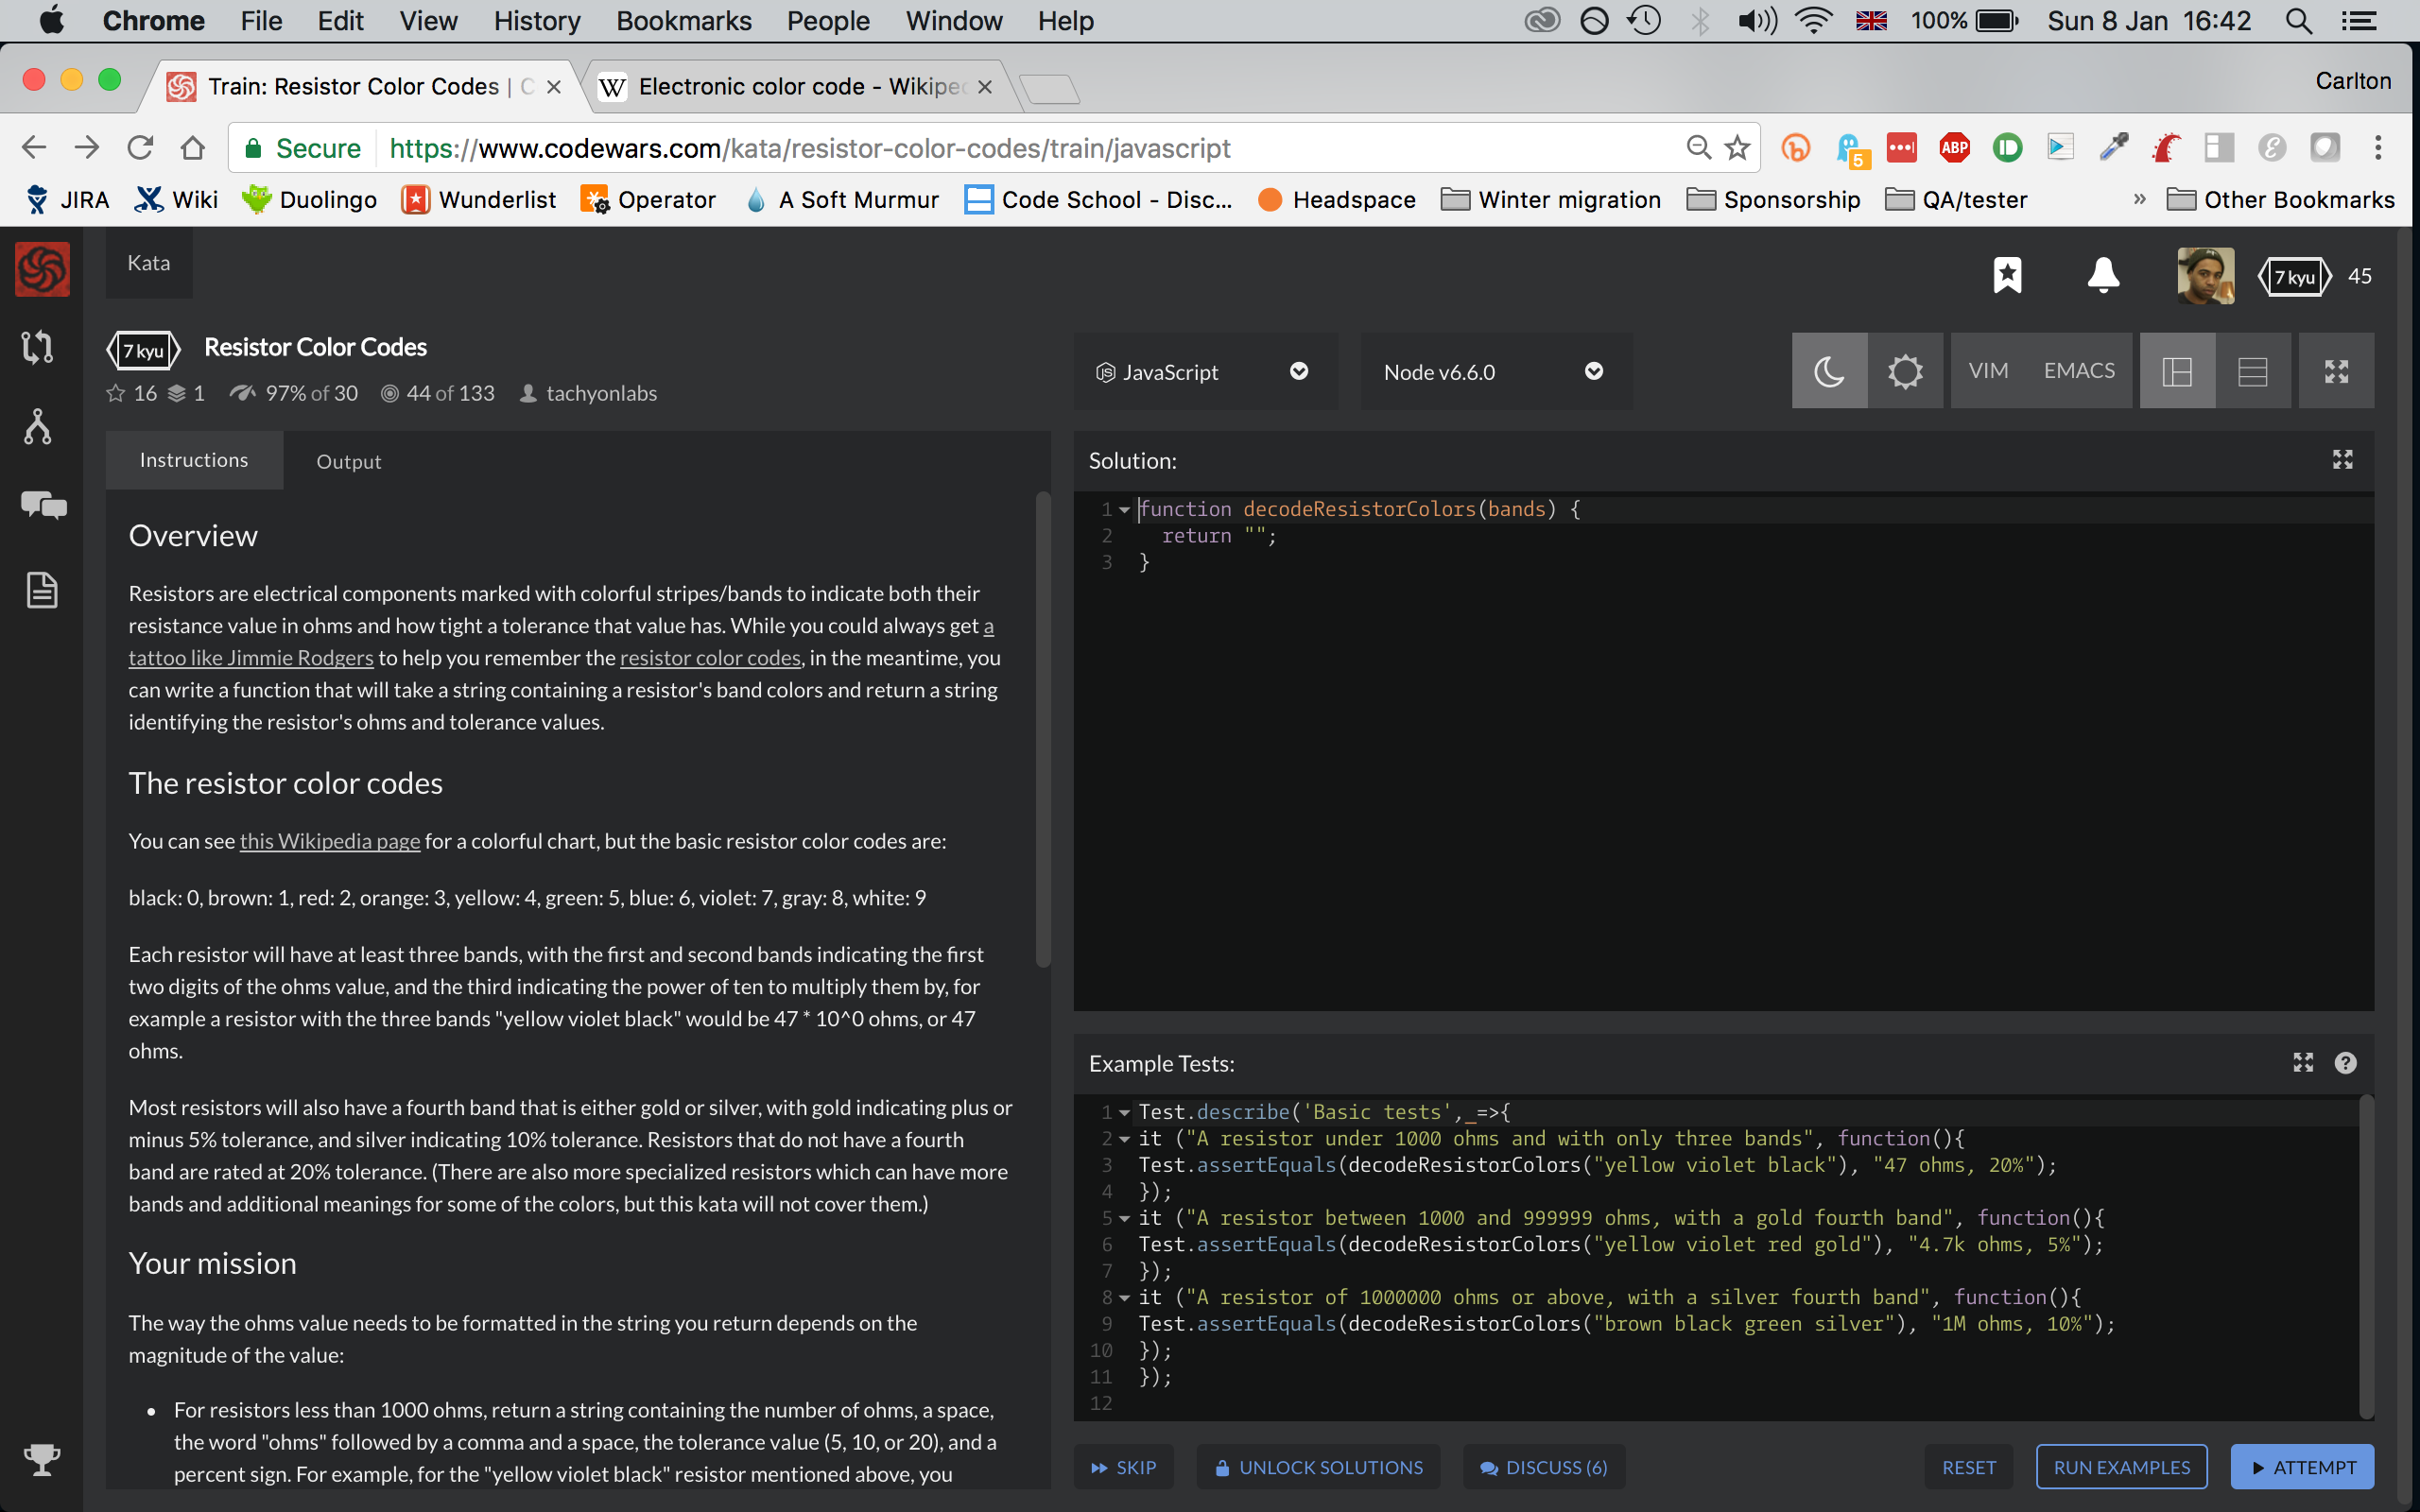 Chrome File Edit View History Bookmarks People Window Help 100% Sun 8 Jan 16:42
Train: Resistor Color Codes | C Electronic color code - Wikipe Carlton
Secure https://www.codewars.com/kata/resistor-color-codes/train/javascript ABP 5
JIRA Wiki Duolingo Wunderlist Operator A Soft Murmur Code School - Disc... Headspace Winter migration Sponsorship QA/tester » Other Bookmarks
Kata
7 kyu 45
7 kyu Resistor Color Codes
16 1 97% of 30 44 of 133 tachyonlabs
JavaScript Node v6.6.0 VIM EMACS
Instructions Output
Overview
Resistors are electrical components marked with colorful stripes/bands to indicate both their
resistance value in ohms and how tight a tolerance that value has. While you could always get a
tattoo like Jimmie Rodgers to help you remember the resistor color codes, in the meantime, you
can write a function that will take a string containing a resistor's band colors and return a string
identifying the resistor's ohms and tolerance values.
The resistor color codes
You can see this Wikipedia page for a colorful chart, but the basic resistor color codes are:
black: 0, brown: 1, red: 2, orange: 3, yellow: 4, green: 5, blue: 6, violet: 7, gray: 8, white: 9
Each resistor will have at least three bands, with the first and second bands indicating the first
two digits of the ohms value, and the third indicating the power of ten to multiply them by, for
example a resistor with the three bands "yellow violet black" would be 47 * 10^0 ohms, or 47
ohms.
Most resistors will also have a fourth band that is either gold or silver, with gold indicating plus or
minus 5% tolerance, and silver indicating 10% tolerance. Resistors that do not have a fourth
band are rated at 20% tolerance. (There are also more specialized resistors which can have more
bands and additional meanings for some of the colors, but this kata will not cover them.)
Your mission
The way the ohms value needs to be formatted in the string you return depends on the
magnitude of the value:
• For resistors less than 1000 ohms, return a string containing the number of ohms, a space,
the word "ohms" followed by a comma and a space, the tolerance value (5, 10, or 20), and a
percent sign. For example, for the "yellow violet black" resistor mentioned above, you
Solution:
1 function decodeResistorColors(bands) {
2 return "";
3 }
Example Tests:
1 Test.describe('Basic tests',_=>{
2 it ("A resistor under 1000 ohms and with only three bands", function(){
3 Test.assertEquals(decodeResistorColors("yellow violet black"), "47 ohms, 20%");
4 });
5 it ("A resistor between 1000 and 999999 ohms, with a gold fourth band", function(){
6 Test.assertEquals(decodeResistorColors("yellow violet red gold"), "4.7k ohms, 5%");
7 });
8 it ("A resistor of 1000000 ohms or above, with a silver fourth band", function(){
9 Test.assertEquals(decodeResistorColors("brown black green silver"), "1M ohms, 10%");
10 });
11 });
12
SKIP UNLOCK SOLUTIONS DISCUSS (6) RESET RUN EXAMPLES ATTEMPT